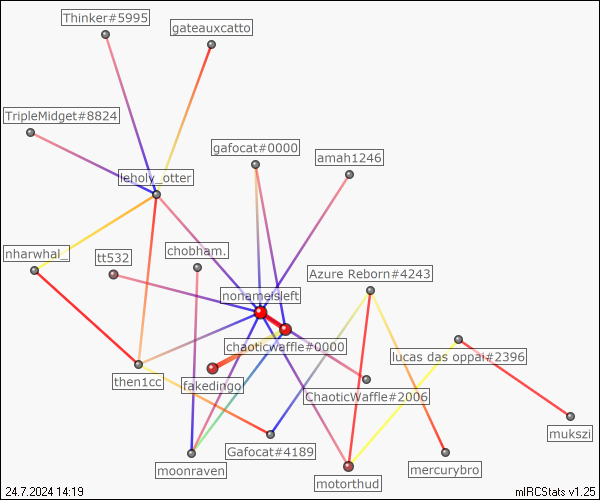 Thinker#5995
gateauxcatto
TripleMidget#8824
gafocat#0000
amah1246
leholy_otter
nharwhal_
tt532
chobham.
Azure Reborn#4243
nonameisleft
chaoticwaffle#0000
lucas das oppai#2396
then1cc
fakedingo
ChaoticWaffle#2006
mukszi
Gafocat#4189
moonraven
motorthud
mercurybro
24.7.2024 14:19
mIRCStats v1.25